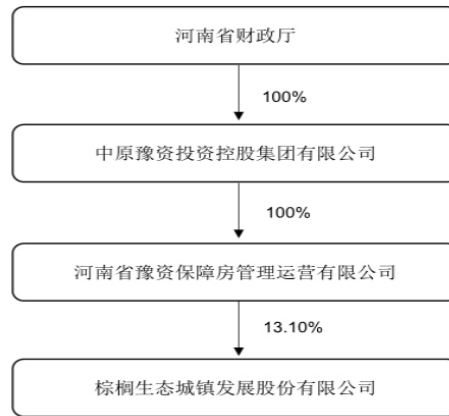 河南省财政厅
100%
中原豫资投资控股集团有限公司
100%
河南省豫资保障房管理运营有限公司
13.10%
棕榈生态城镇发展股份有限公司